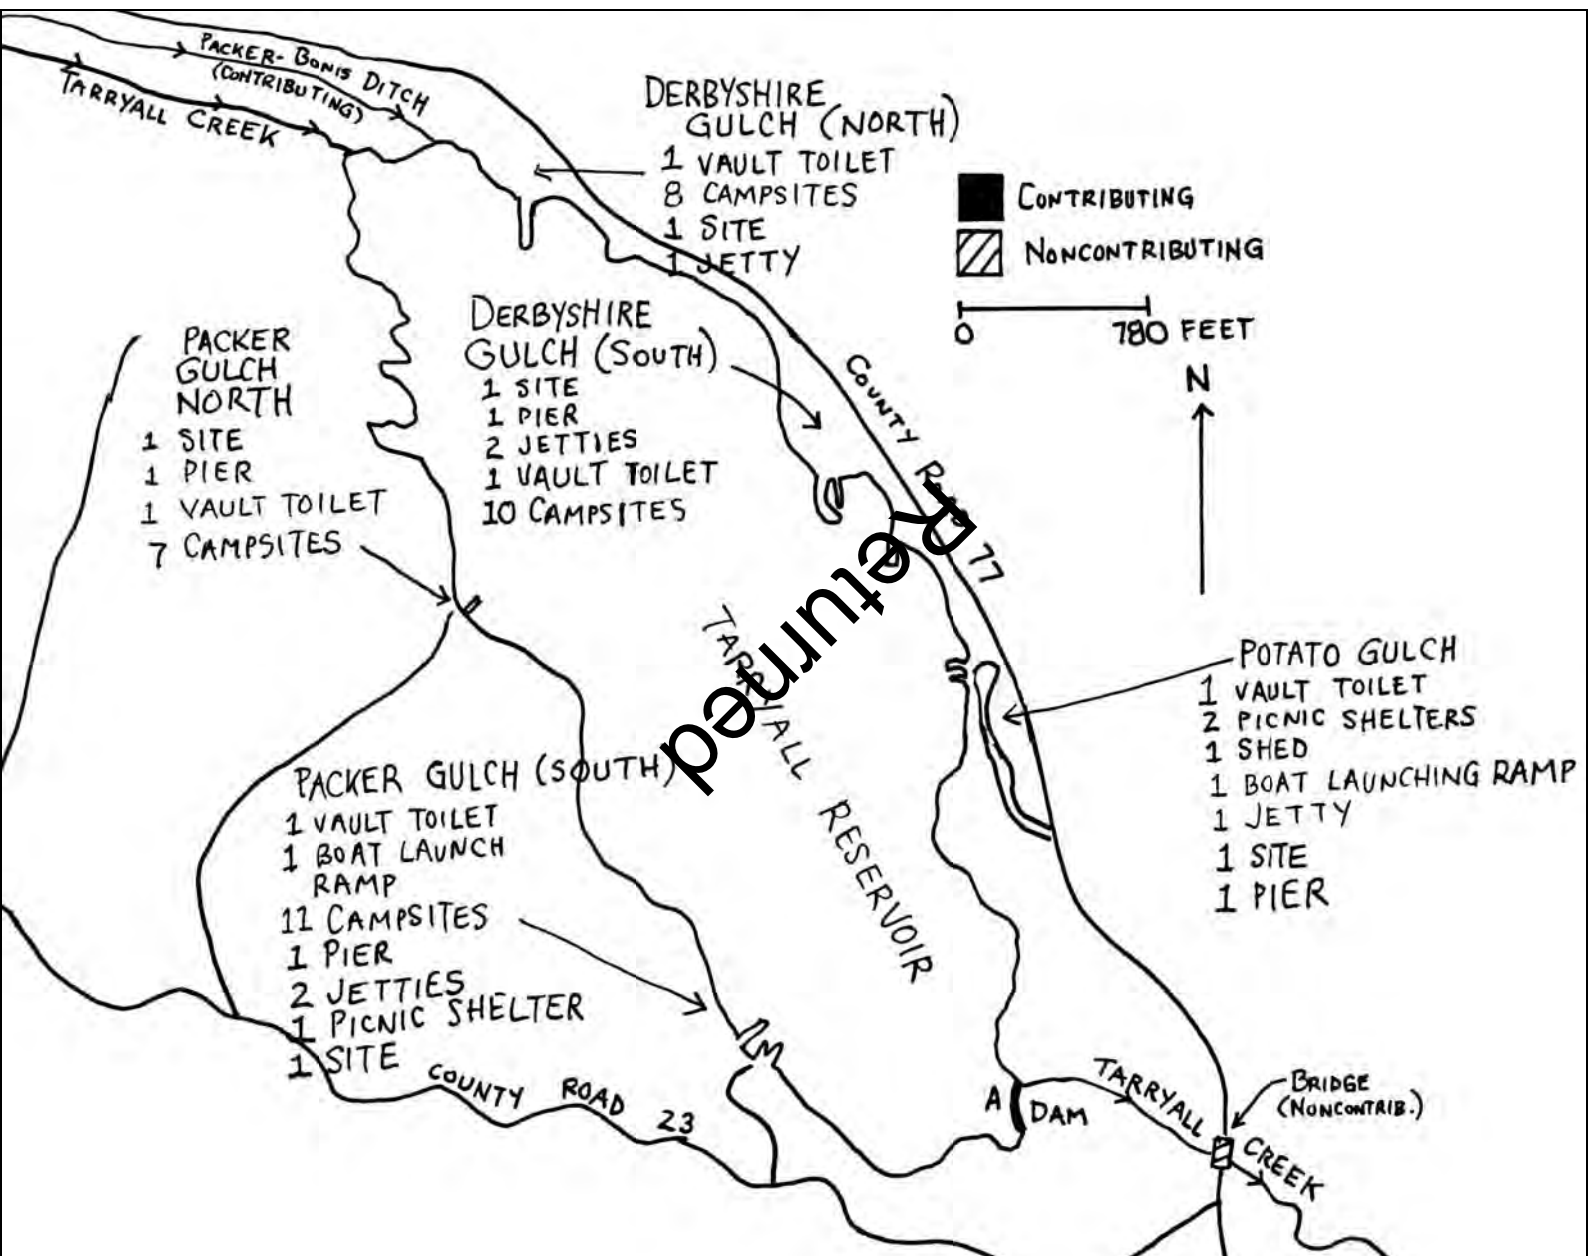 PACKER-BONIS DITCH
(CONTRIBUTING)
TARRYALL CREEK
DERBYSHIRE
GULCH (NORTH)
1 VAULT TOILET
8 CAMPSITES
1 SITE
1 JETTY
CONTRIBUTING
NONCONTRIBUTING
0 780 FEET
N
DERBYSHIRE
GULCH (SOUTH)
1 SITE
1 PIER
2 JETTIES
1 VAULT TOILET
10 CAMPSITES
PACKER
GULCH
NORTH
1 SITE
1 PIER
1 VAULT TOILET
7 CAMPSITES
COUNTY ROAD 77
Returned
TARRYALL RESERVOIR
POTATO GULCH
1 VAULT TOILET
2 PICNIC SHELTERS
1 SHED
1 BOAT LAUNCHING RAMP
1 JETTY
1 SITE
1 PIER
PACKER GULCH (SOUTH)
1 VAULT TOILET
1 BOAT LAUNCH
RAMP
11 CAMPSITES
1 PIER
2 JETTIES
1 PICNIC SHELTER
1 SITE
COUNTY ROAD 23
A DAM
TARRYALL CREEK
BRIDGE
(NONCONTRIB.)